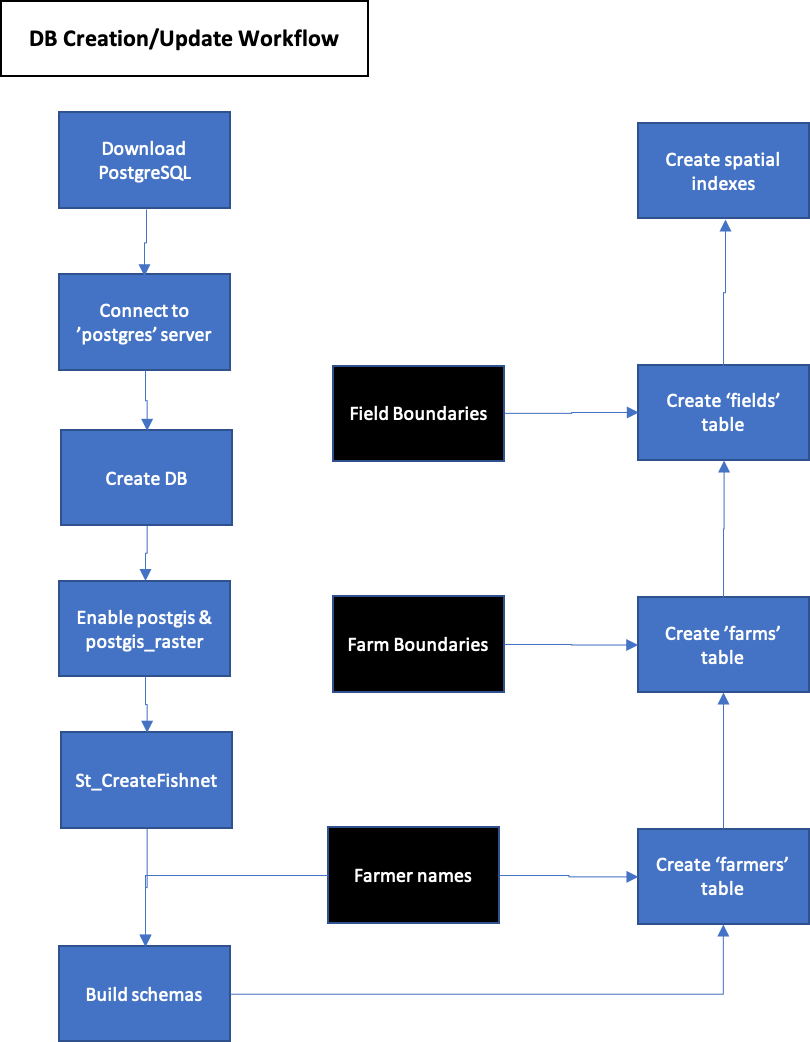 DB Creation/Update Workflow
Download
PostgreSQL
Connect to
’postgres’ server
Create DB
Enable postgis &
postgis_raster
St_CreateFishnet
Build schemas
Farmer names
Create ‘farmers’
table
Farm Boundaries
Create ’farms’
table
Field Boundaries
Create ‘fields’
table
Create spatial
indexes